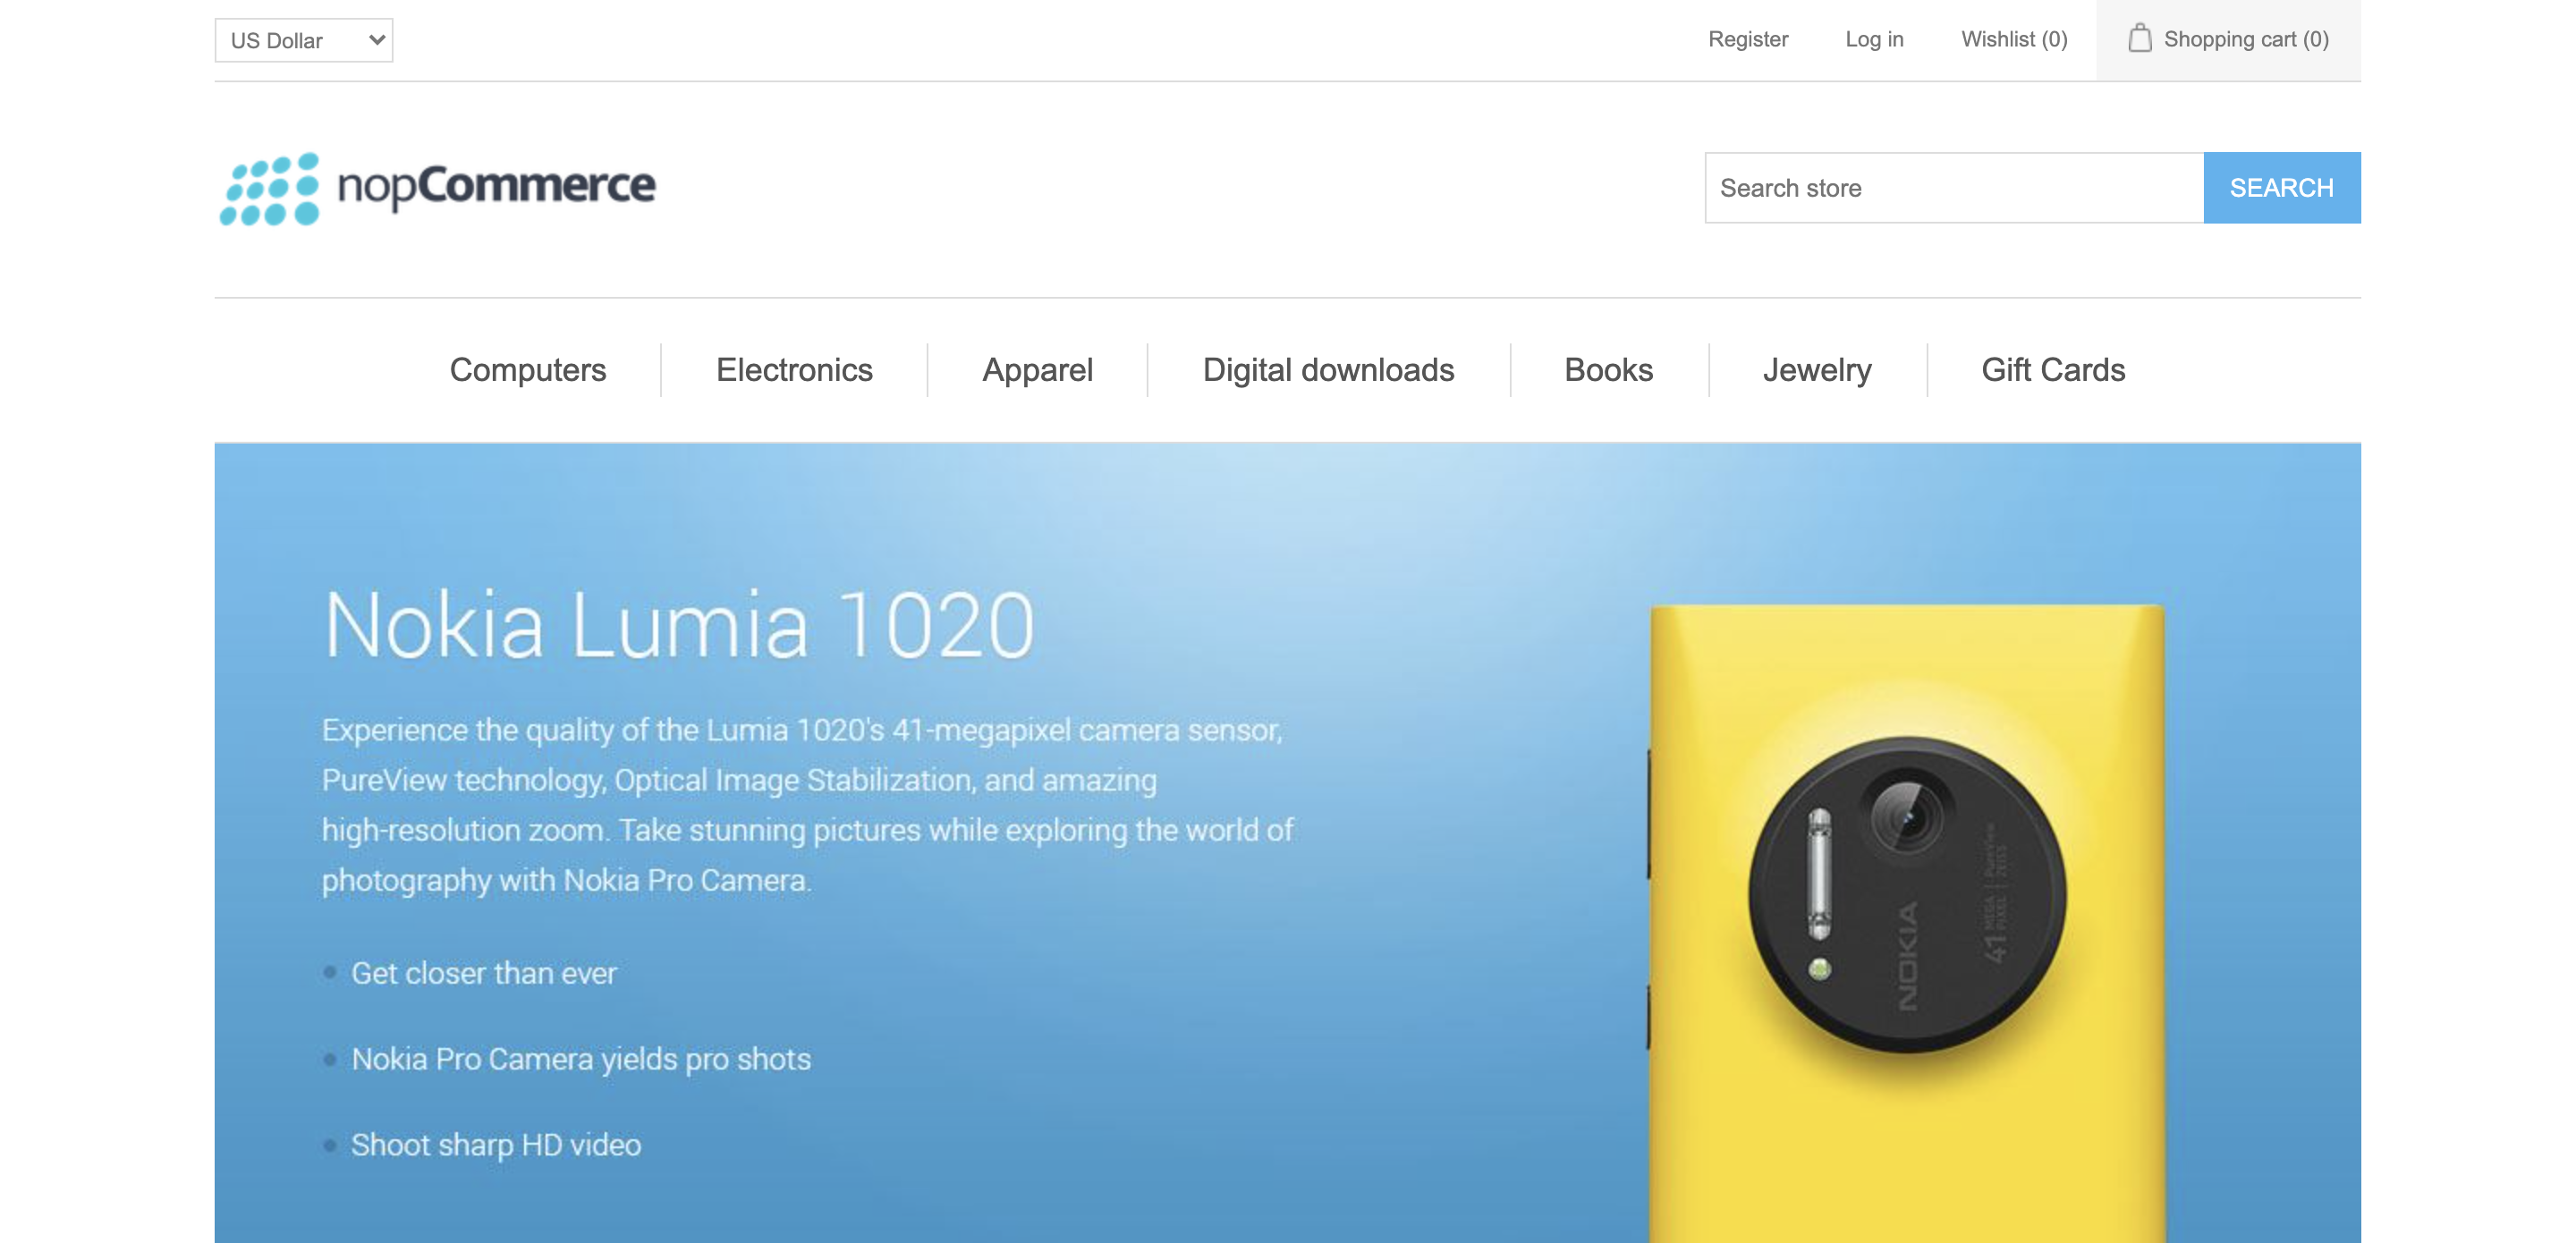 US Dollar
Register
Log in
Wishlist (0)
Shopping cart (0)
nopCommerce
Search store
SEARCH
Computers
Electronics
Apparel
Digital downloads
Books
Jewelry
Gift Cards
Nokia Lumia 1020
Experience the quality of the Lumia 1020's 41-megapixel camera sensor,
PureView technology, Optical Image Stabilization, and amazing
high-resolution zoom. Take stunning pictures while exploring the world of
photography with Nokia Pro Camera.
Get closer than ever
Nokia Pro Camera yields pro shots
Shoot sharp HD video
NOKIA
41 MEGA PIXEL | PureView ZEISS